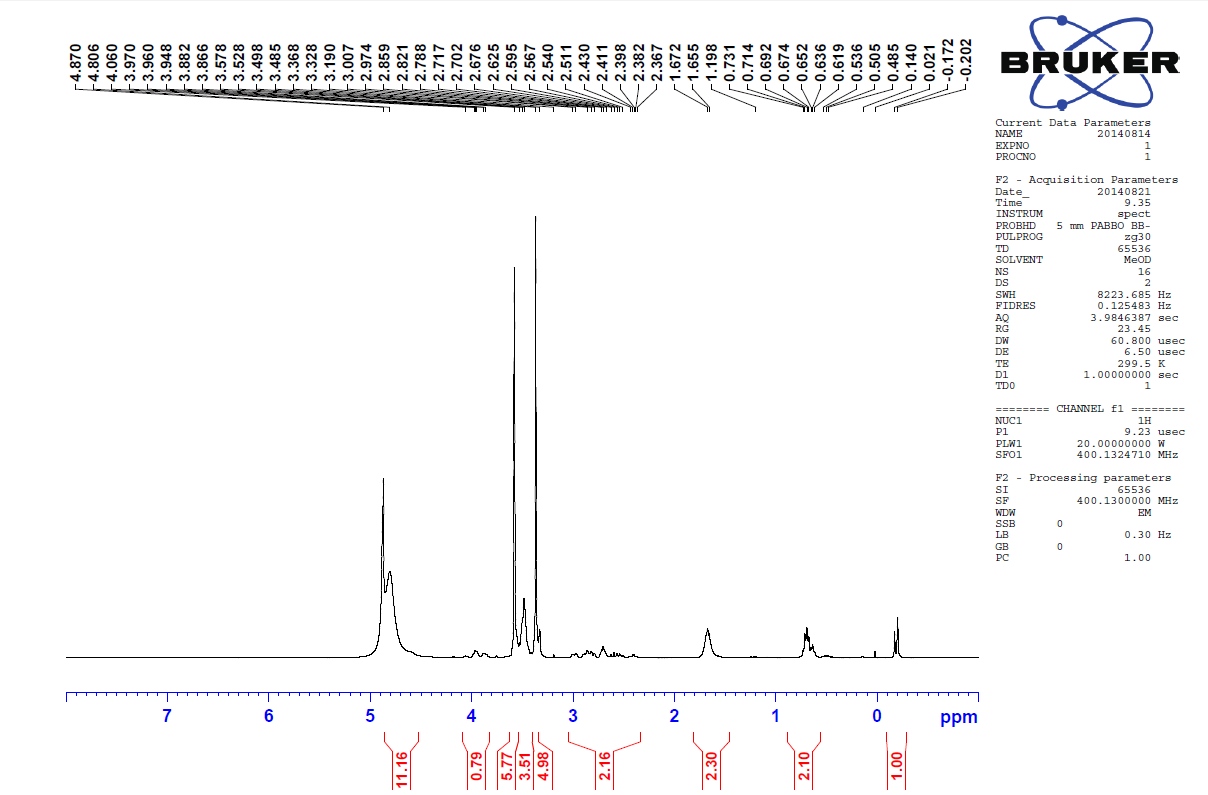 4.870
4.806
4.060
3.970
3.960
3.948
3.882
3.866
3.578
3.528
3.498
3.485
3.368
3.328
3.190
3.007
2.974
2.859
2.821
2.788
2.717
2.702
2.676
2.625
2.595
2.567
2.540
2.511
2.430
2.411
2.398
2.382
2.367
1.672
1.655
1.198
0.731
0.714
0.692
0.674
0.652
0.636
0.619
0.536
0.505
0.485
0.140
0.021
-0.172
-0.202
BRUKER
Current Data Parameters
NAME 20140814
EXPNO 1
PROCNO 1
F2 - Acquisition Parameters
Date_ 20140821
Time 9.35
INSTRUM spect
PROBHD 5 mm PABBO BB-
PULPROG zg30
TD 65536
SOLVENT MeOD
NS 16
DS 2
SWH 8223.685 Hz
FIDRES 0.125483 Hz
AQ 3.9846387 sec
RG 23.45
DW 60.800 usec
DE 6.50 usec
TE 299.5 K
D1 1.00000000 sec
TD0 1
======== CHANNEL f1 ========
NUC1 1H
P1 9.23 usec
PLW1 20.00000000 W
SFO1 400.1324710 MHz
F2 - Processing parameters
SI 65536
SF 400.1300000 MHz
WDW EM
SSB 0
LB 0.30 Hz
GB 0
PC 1.00
7 6 5 4 3 2 1 0 ppm
11.16
0.79
5.77
3.51
4.98
2.16
2.30
2.10
1.00